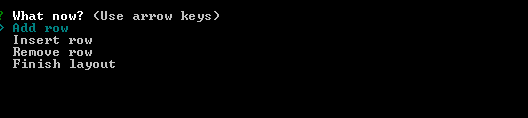 ? What now? (Use arrow keys)
> Add row
Insert row
Remove row
Finish layout